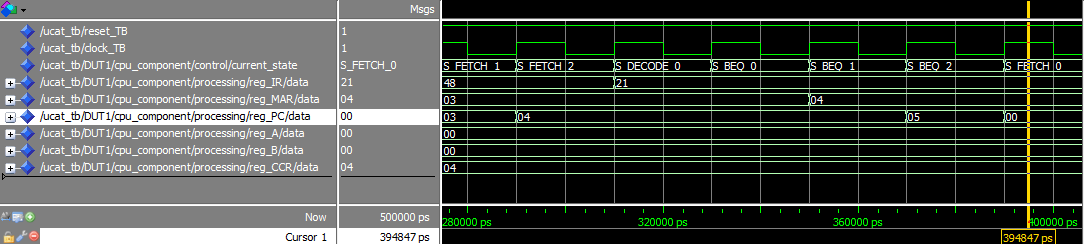 Msgs
/ucat_tb/reset_TB 1
/ucat_tb/clock_TB 1
/ucat_tb/DUT1/cpu_component/control/current_state S_FETCH_0 S_FETCH_1 S_FETCH_2 S_DECODE_0 S_BEQ_0 S_BEQ_1 S_BEQ_2 S_FETCH_0
/ucat_tb/DUT1/cpu_component/processing/reg_IR/data 21 48 21
/ucat_tb/DUT1/cpu_component/processing/reg_MAR/data 04 03 04
/ucat_tb/DUT1/cpu_component/processing/reg_PC/data 00 03 04 05 00
/ucat_tb/DUT1/cpu_component/processing/reg_A/data 00 00
/ucat_tb/DUT1/cpu_component/processing/reg_B/data 00 00
/ucat_tb/DUT1/cpu_component/processing/reg_CCR/data 04 04
Now 500000 ps 280000 ps 320000 ps 360000 ps 400000 ps
Cursor 1 394847 ps 394847 ps